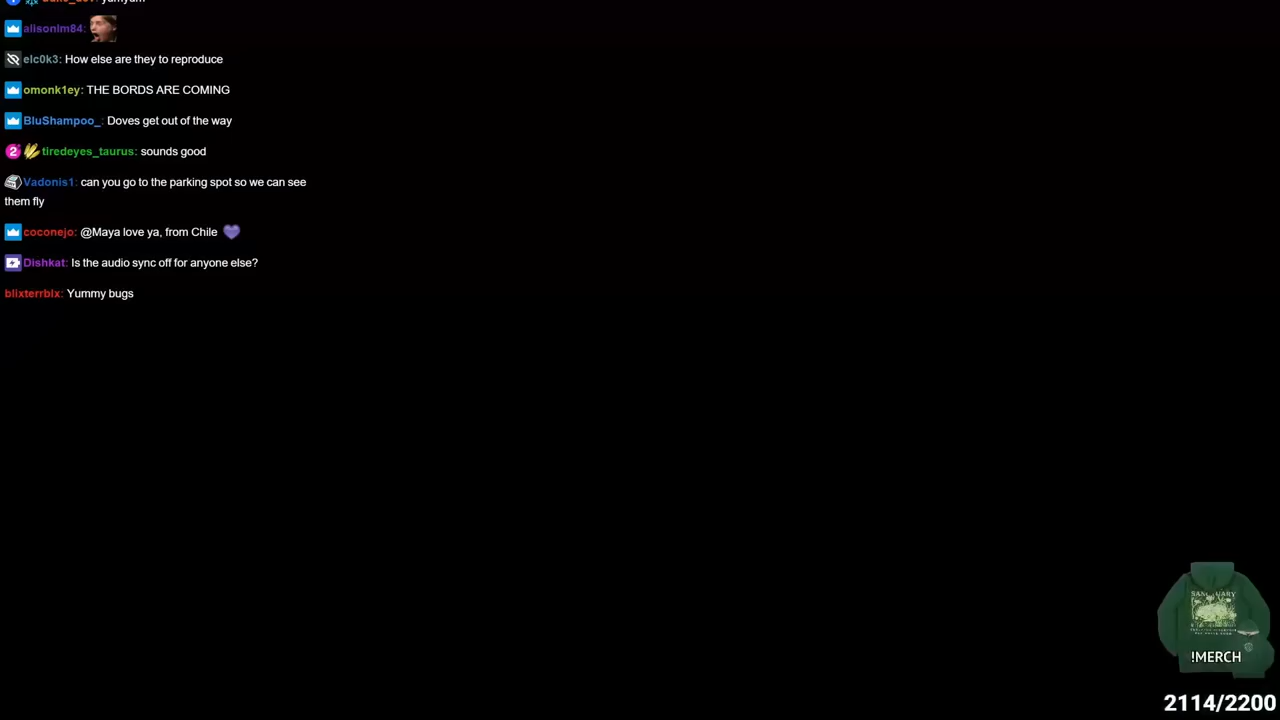 alisonlm84:
elc0k3: How else are they to reproduce
omonk1ey: THE BORDS ARE COMING
BluShampoo_: Doves get out of the way
2 tiredeyes_taurus: sounds good
Vadonis1: can you go to the parking spot so we can see
them fly
coconejo: @Maya love ya, from Chile
Dishkat: Is the audio sync off for anyone else?
blixterrblx: Yummy bugs
SANCTUARY
!MERCH
2114/2200